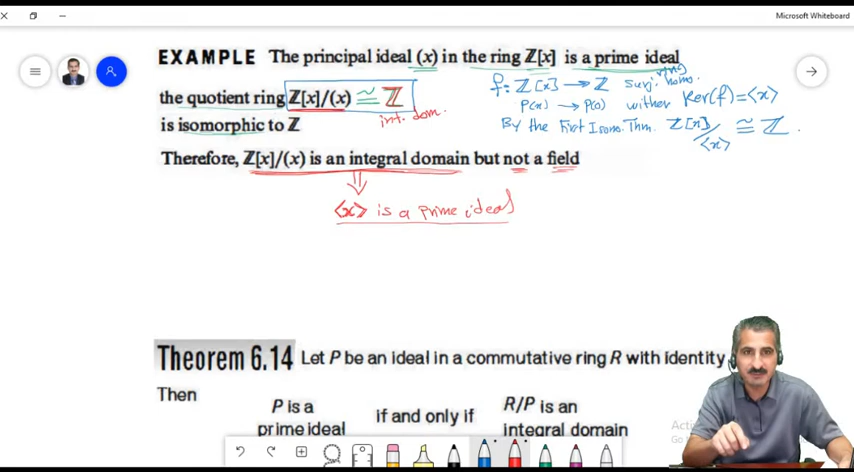 Microsoft Whiteboard
EXAMPLE The principal ideal (x) in the ring Z[x] is a prime ideal
the quotient ring Z[x]/(x) ≅ Z
is isomorphic to Z
int. dom.
Therefore, Z[x]/(x) is an integral domain but not a field
<x> is a prime ideal
f: Z[x] → Z surj. homo.
P(x) → P(0) with Ker(f) = <x>
By the First Isomo. Thm. Z[x]/<x> ≅ Z.
Theorem 6.14 Let P be an ideal in a commutative ring R with identity
Then
P is a prime ideal if and only if R/P is an integral domain